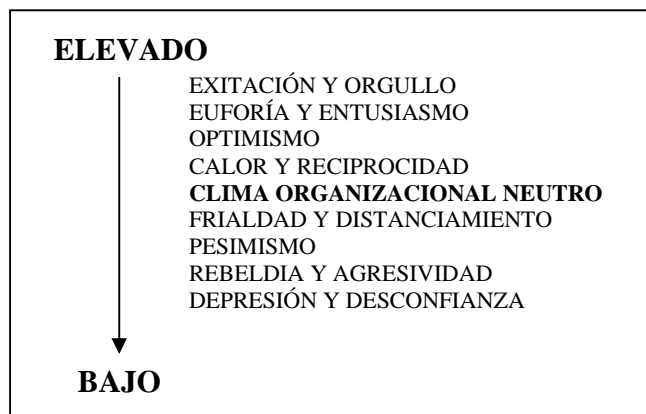 ELEVADO
EXITACIÓN Y ORGULLO
EUFORÍA Y ENTUSIASMO
OPTIMISMO
CALOR Y RECIPROCIDAD
CLIMA ORGANIZACIONAL NEUTRO
FRIALDAD Y DISTANCIAMIENTO
PESIMISMO
REBELDIA Y AGRESIVIDAD
DEPRESIÓN Y DESCONFIANZA
BAJO